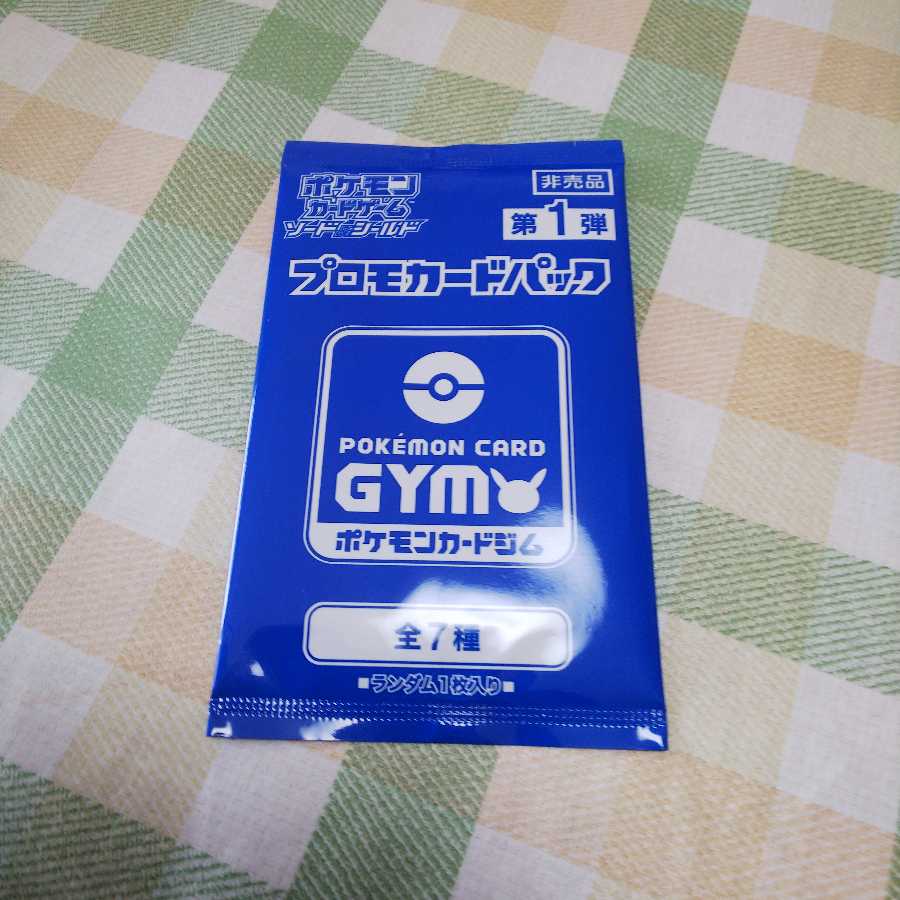 ポケモン
カードゲーム
ソード&シールド
非売品
第1弾
プロモカードパック
POKÉMON CARD
GYM
ポケモンカードジム
全7種
■ランダム1枚入り■